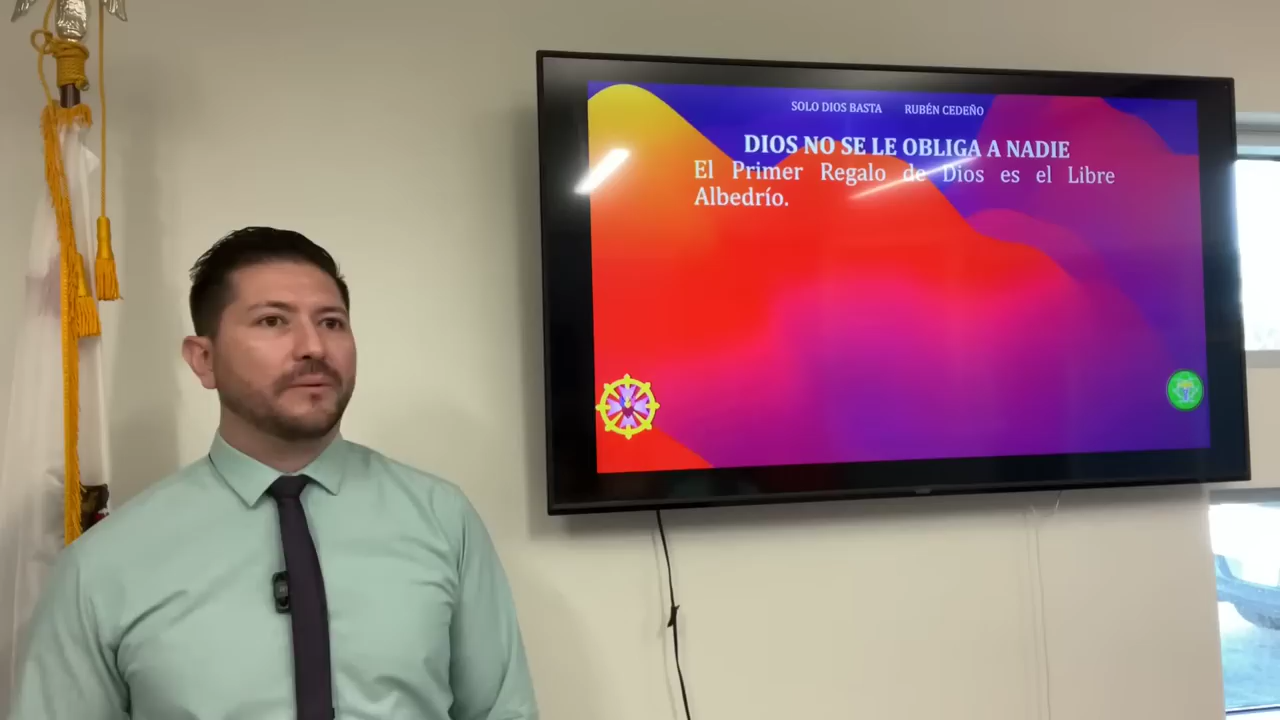 SOLO DIOS BASTA RUBÉN CEDEÑO
DIOS NO SE LE OBLIGA A NADIE
El Primer Regalo de Dios es el Libre
Albedrío.